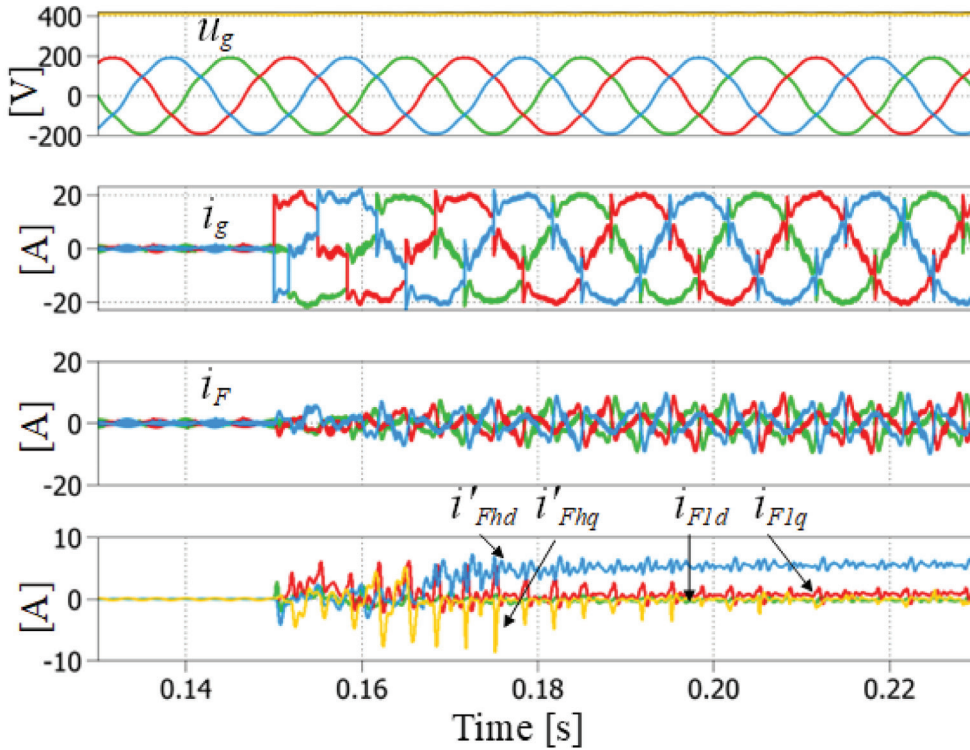 400
u_g
200
[V]
0
-200
20
i_g
[A]
0
-20
20
i_F
[A]
0
-20
i'_Fhd i'_Fhq i_F1d i_F1q
10
[A]
0
-10
0.14 0.16 0.18 0.20 0.22
Time [s]